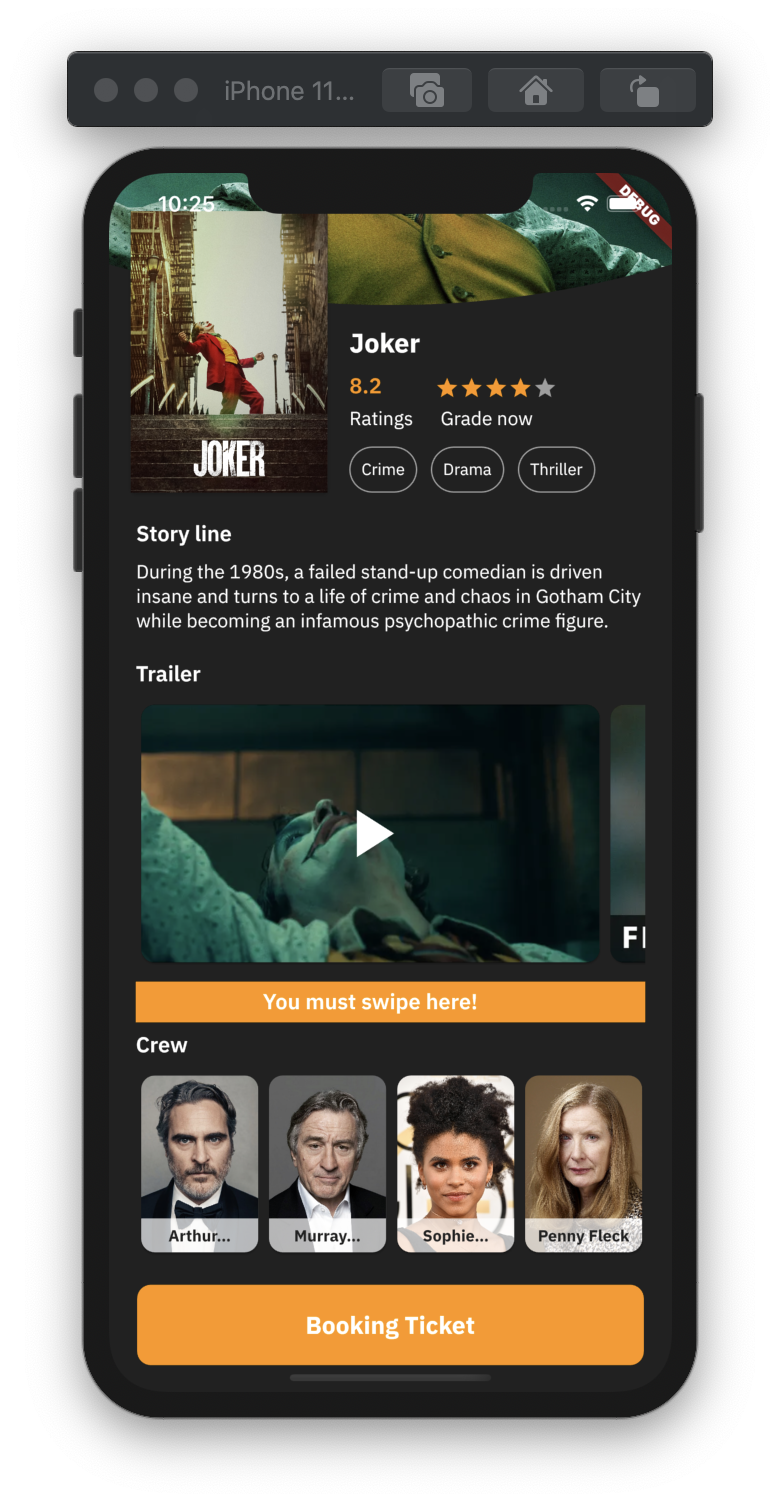 iPhone 11...
10:25
DEBUG
JOKER
Joker
8.2
Ratings
Grade now
Crime
Drama
Thriller
Story line
During the 1980s, a failed stand-up comedian is driven
insane and turns to a life of crime and chaos in Gotham City
while becoming an infamous psychopathic crime figure.
Trailer
You must swipe here!
Crew
Arthur...
Murray...
Sophie...
Penny Fleck
Booking Ticket